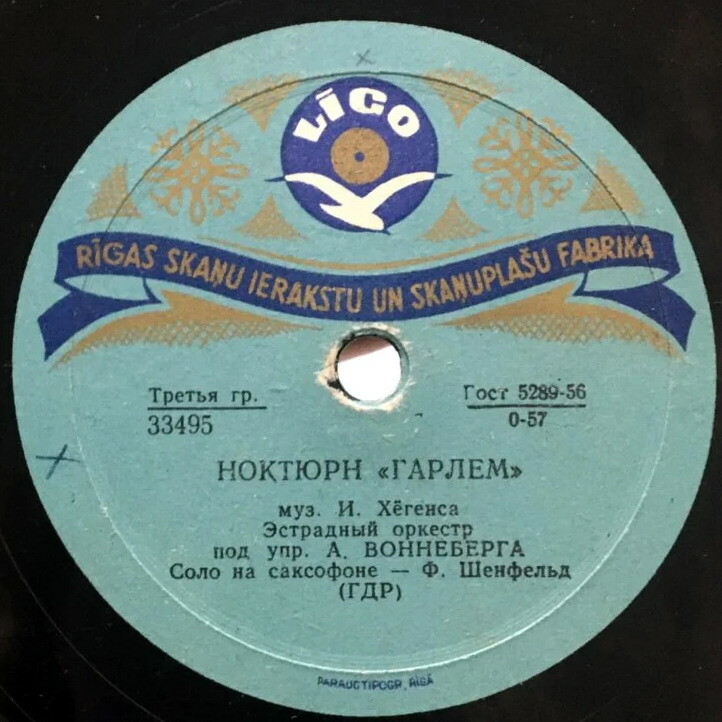 LĪGO
RĪGAS SKAŅU IERAKSTU UN SKAŅUPLAŠU FABRIKA
Третья гр.
33495
Гост 5289-56
0-57
НОКТЮРН «ГАРЛЕМ»
муз. И. Хёгенса
Эстрадный оркестр
под упр. А. ВОННЕБЕРГА
Соло на саксофоне — Ф. Шенфельд
(ГДР)
PARAUGTIPOGR., RĪGĀ